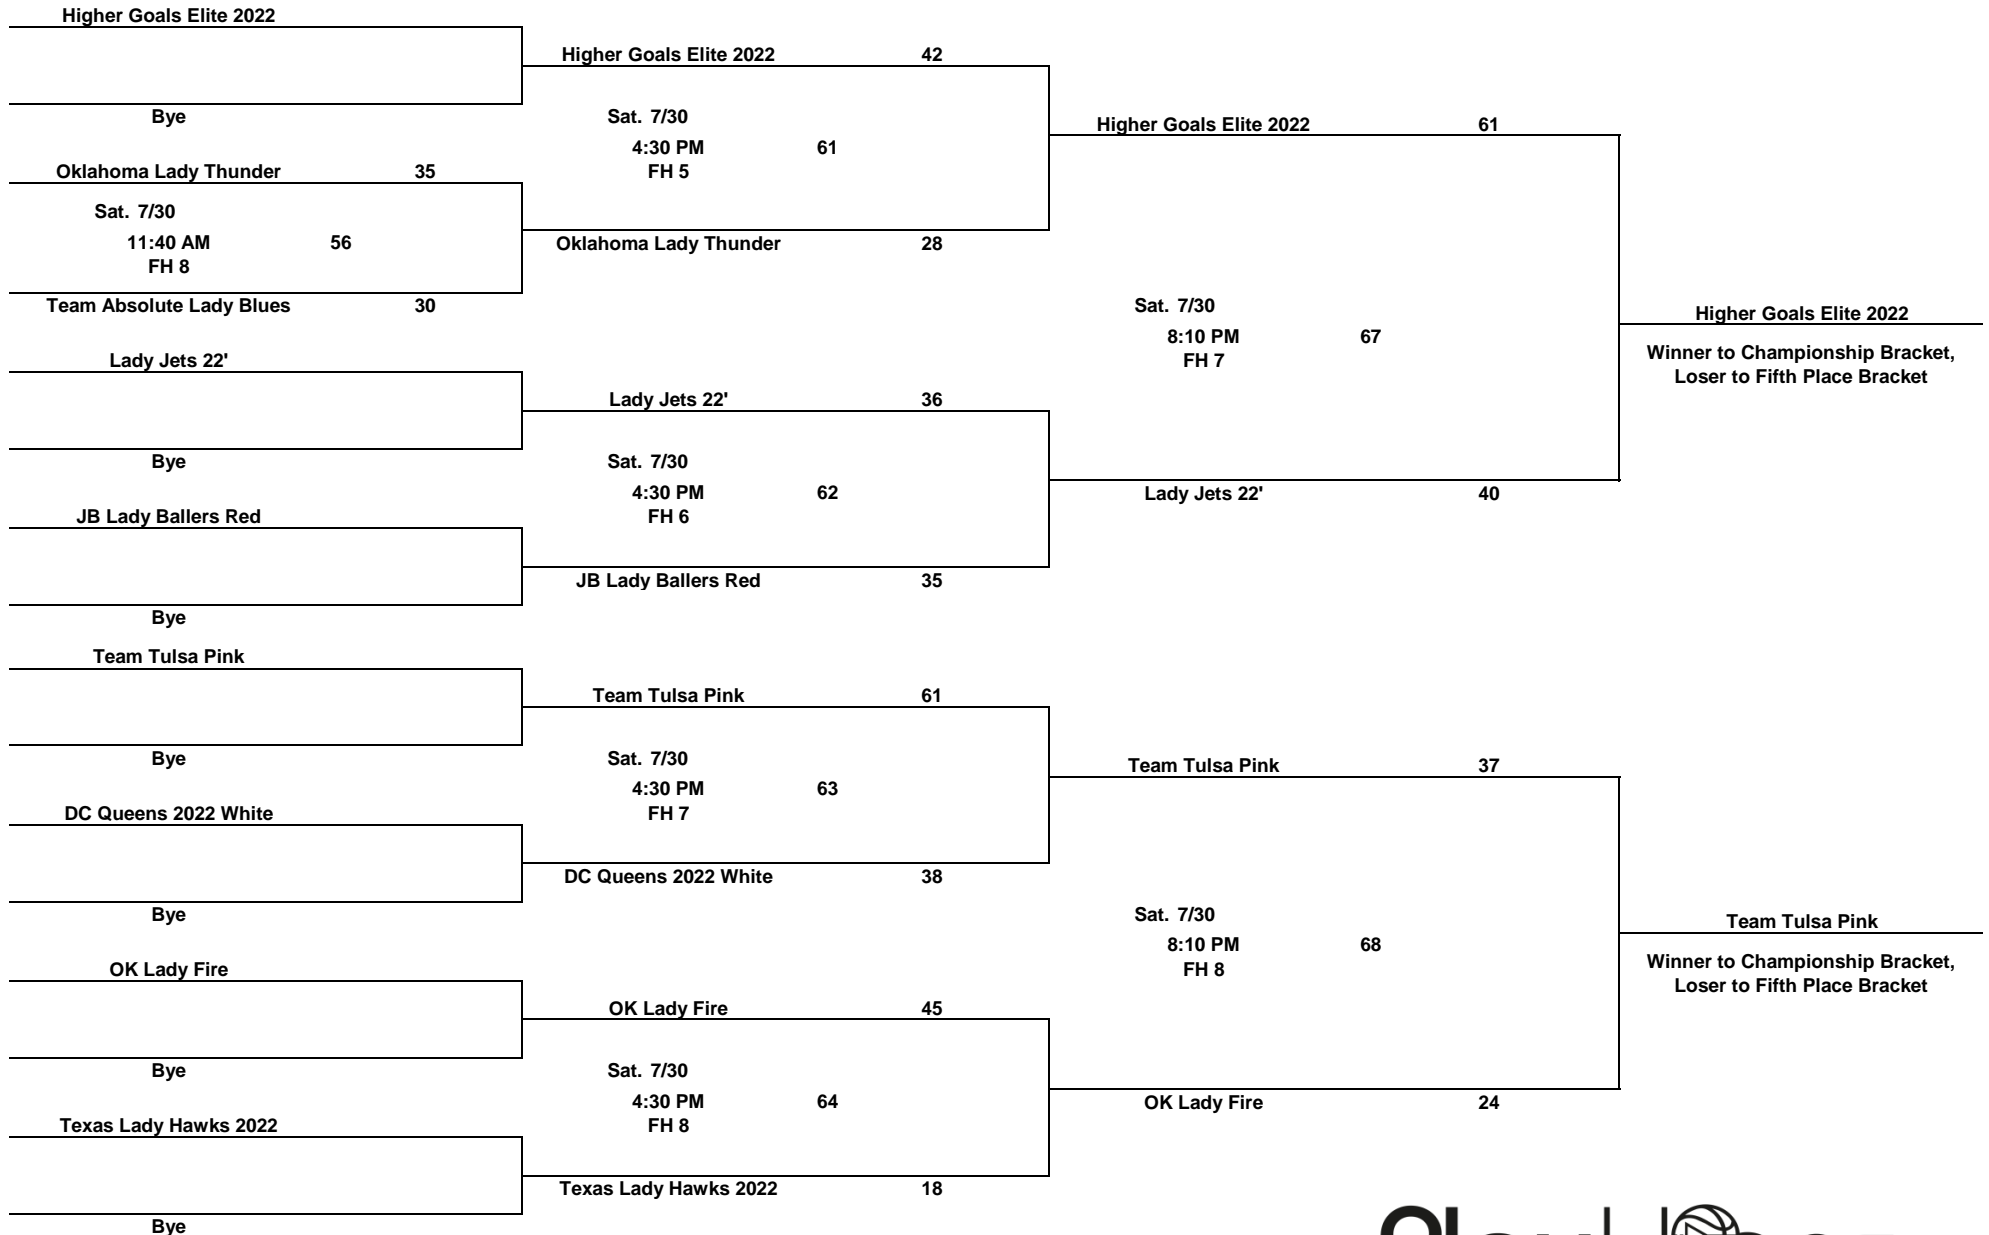 Higher Goals Elite 2022
Higher Goals Elite 2022 42
Bye
Sat. 7/30
Higher Goals Elite 2022 61
4:30 PM 61
Oklahoma Lady Thunder 35
FH 5
Sat. 7/30
11:40 AM 56
Oklahoma Lady Thunder 28
FH 8
Team Absolute Lady Blues 30
Sat. 7/30
Higher Goals Elite 2022
8:10 PM 67
Winner to Championship Bracket,
Lady Jets 22'
FH 7
Loser to Fifth Place Bracket
Lady Jets 22' 36
Bye
Sat. 7/30
4:30 PM 62
Lady Jets 22' 40
JB Lady Ballers Red
FH 6
JB Lady Ballers Red 35
Bye
Team Tulsa Pink
Team Tulsa Pink 61
Bye
Sat. 7/30
Team Tulsa Pink 37
4:30 PM 63
DC Queens 2022 White
FH 7
DC Queens 2022 White 38
Bye
Sat. 7/30
Team Tulsa Pink
8:10 PM 68
Winner to Championship Bracket,
OK Lady Fire
FH 8
Loser to Fifth Place Bracket
OK Lady Fire 45
Bye
Sat. 7/30
4:30 PM 64
OK Lady Fire 24
Texas Lady Hawks 2022
FH 8
Texas Lady Hawks 2022 18
Bye